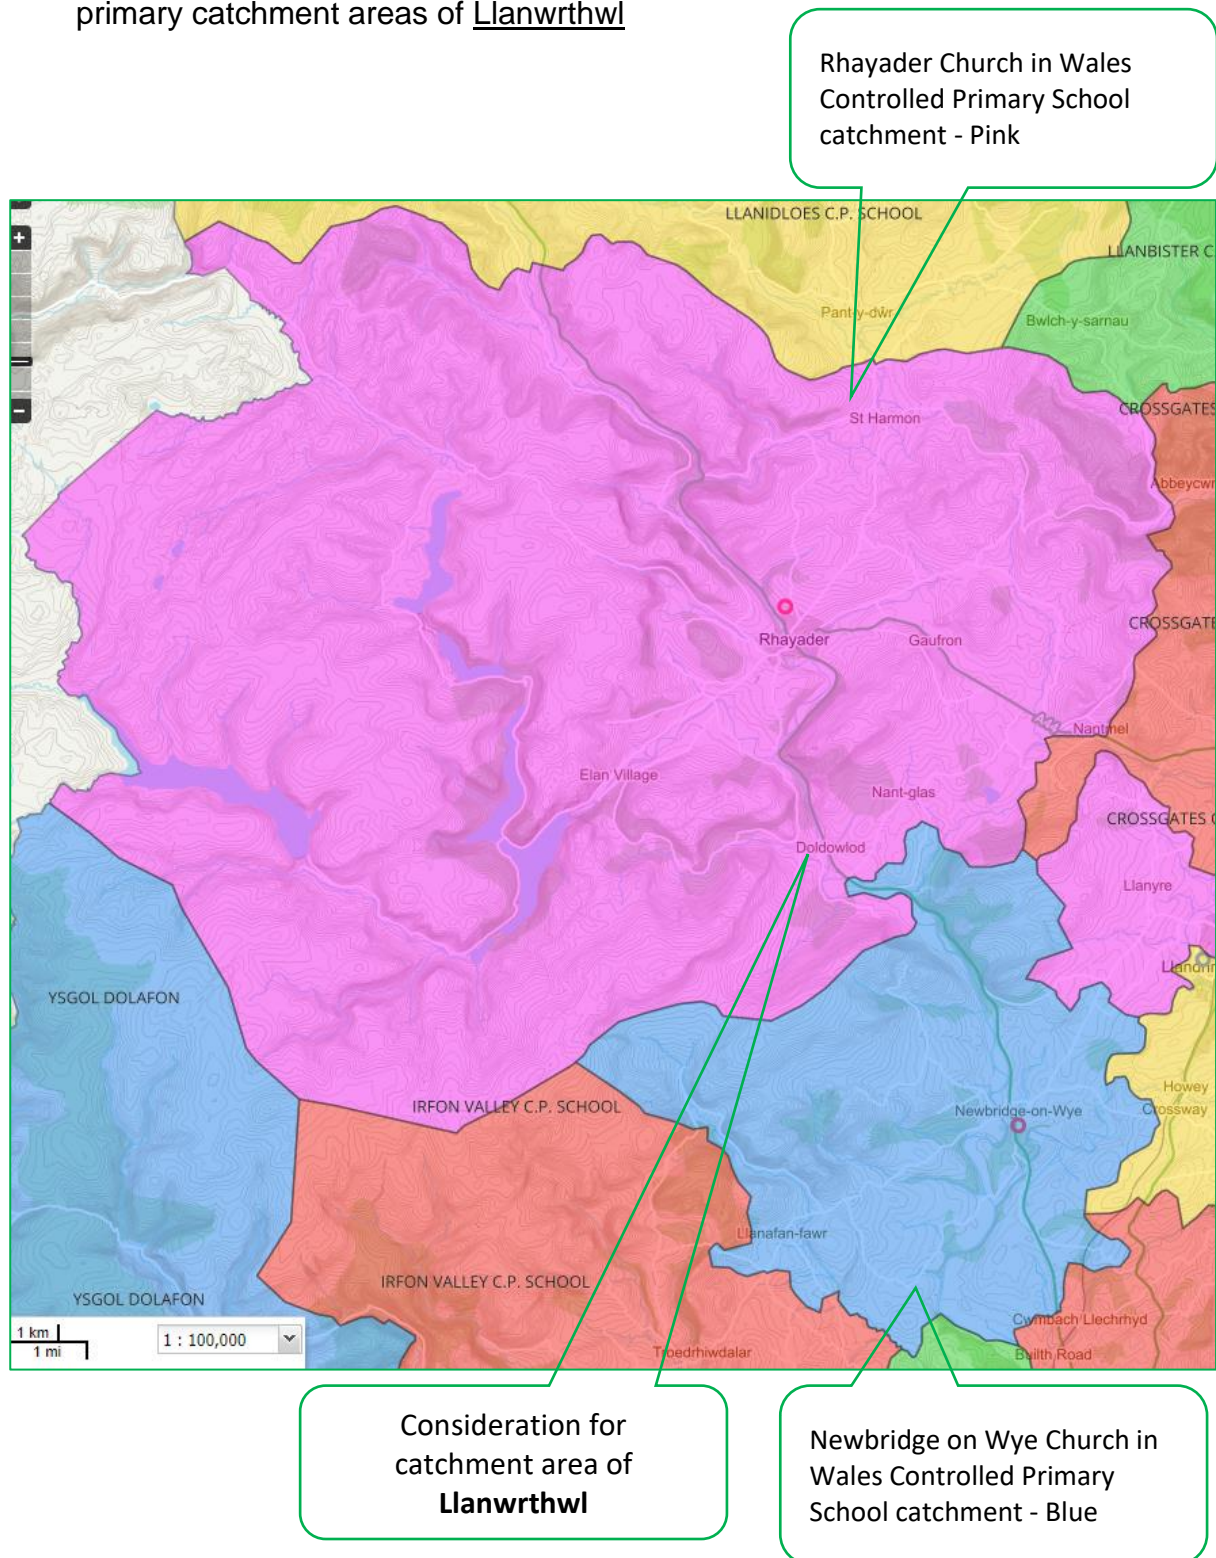 primary catchment areas of Llanwrthwl
Rhayader Church in Wales
Controlled Primary School
catchment - Pink
LLANIDLOES C.P. SCHOOL
LLANBISTER C.
Pant-y-dŵr
Bwlch-y-sarnau
CROSSGATES
St Harmon
Abbeycwr
CROSSGATE
Rhayader
Gaufron
A44
Nantmel
Elan Village
Nant-glas
CROSSGATES C
Doldowlod
Llanyre
Llandrin
YSGOL DOLAFON
Howey
Crossway
IRFON VALLEY C.P. SCHOOL
Newbridge-on-Wye
Llanafan-fawr
IRFON VALLEY C.P. SCHOOL
YSGOL DOLAFON
Cwmbach Llechrhyd
1 km
1 mi
1 : 100,000
Troedrhiwdalar
Builth Road
Consideration for
catchment area of
Llanwrthwl
Newbridge on Wye Church in
Wales Controlled Primary
School catchment - Blue